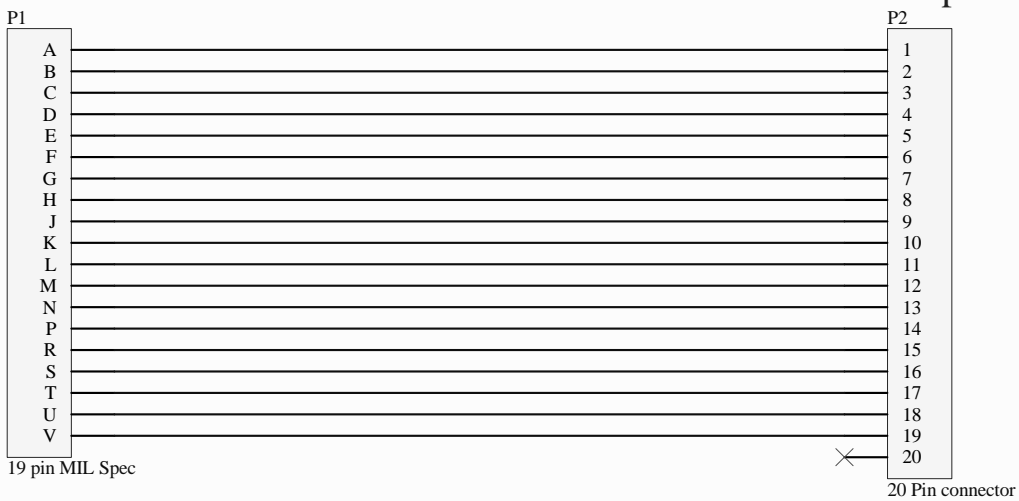 P1
P2
A 1
B 2
C 3
D 4
E 5
F 6
G 7
H 8
J 9
K 10
L 11
M 12
N 13
P 14
R 15
S 16
T 17
U 18
V 19
20
19 pin MIL Spec
20 Pin connector